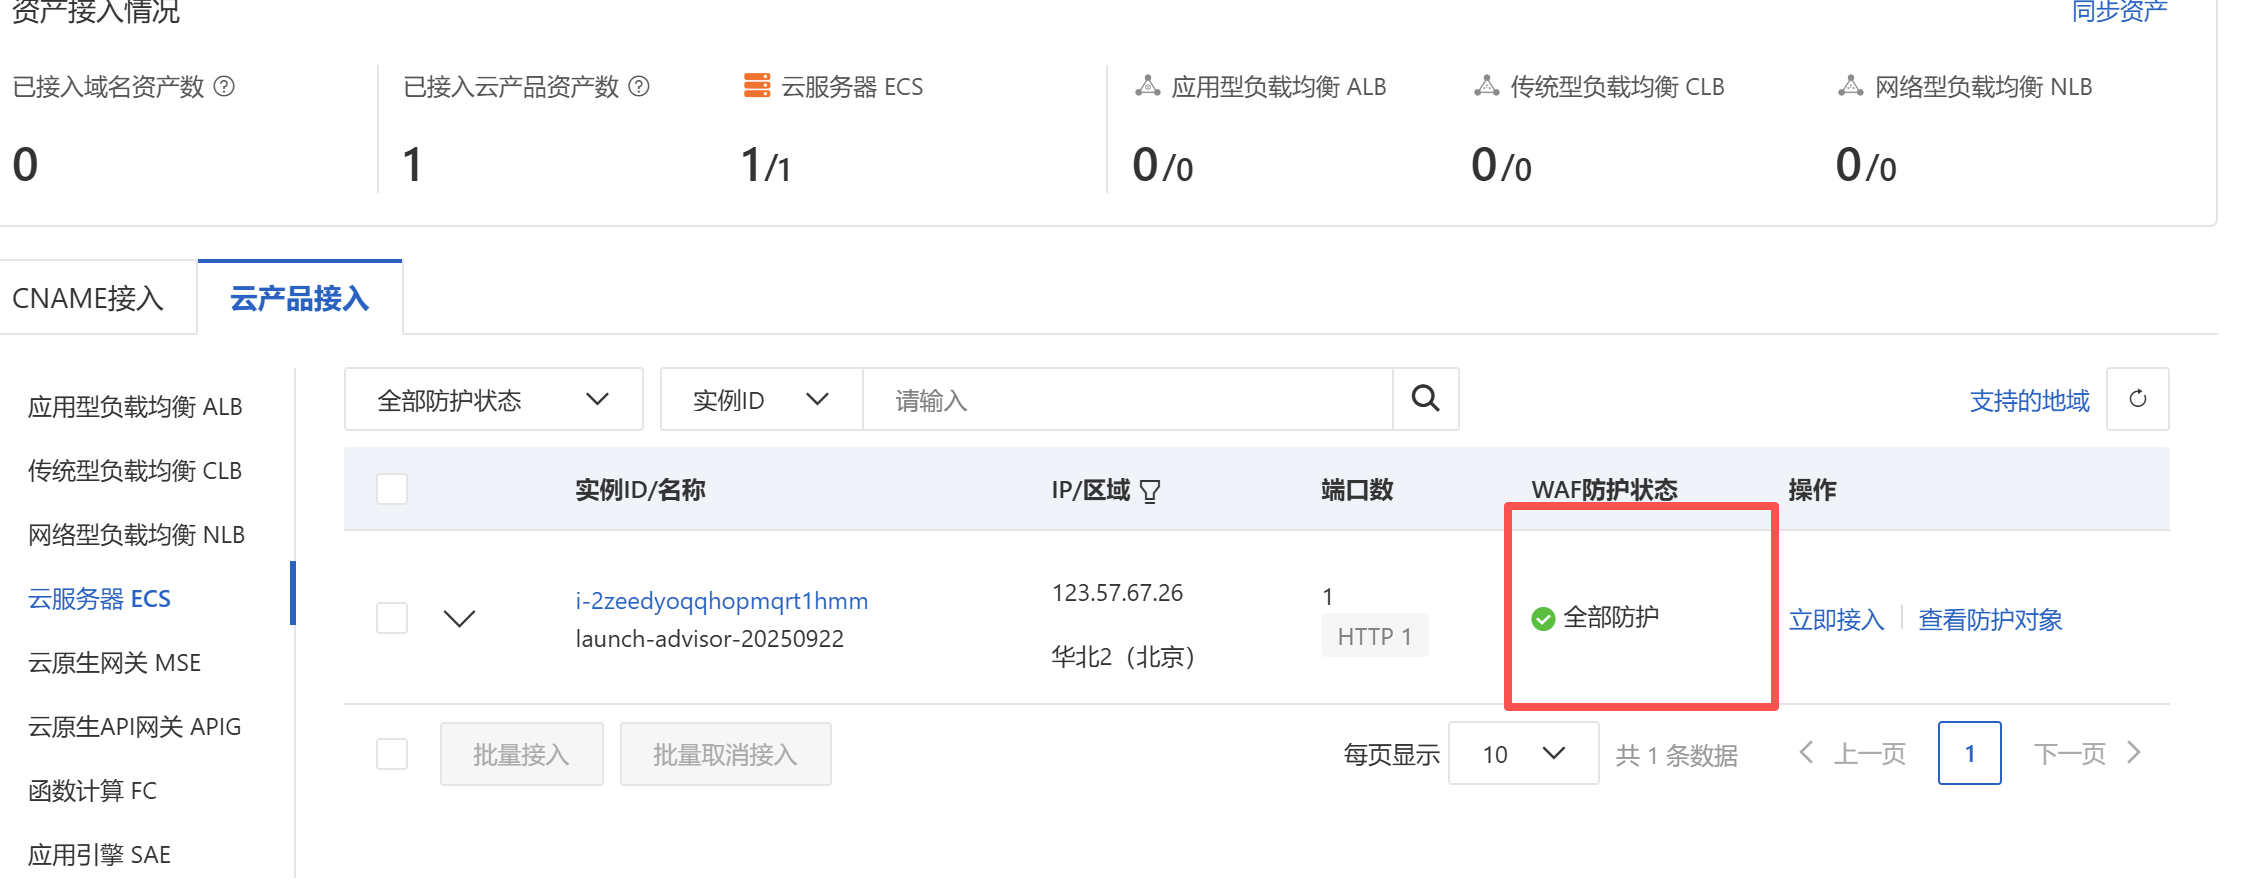 资产接入情况
同步资产
已接入域名资产数
已接入云产品资产数
云服务器 ECS
应用型负载均衡 ALB
传统型负载均衡 CLB
网络型负载均衡 NLB
0
1
1/1
0/0
0/0
0/0
CNAME接入
云产品接入
应用型负载均衡 ALB
传统型负载均衡 CLB
网络型负载均衡 NLB
云服务器 ECS
云原生网关 MSE
云原生API网关 APIG
函数计算 FC
应用引擎 SAE
全部防护状态
实例ID
请输入
支持的地域
实例ID/名称
IP/区域
端口数
WAF防护状态
操作
i-2zeedyoqqhopmqrt1hmm
launch-advisor-20250922
123.57.67.26
华北2（北京）
1
HTTP 1
全部防护
立即接入
查看防护对象
批量接入
批量取消接入
每页显示
10
共 1 条数据
上一页
1
下一页